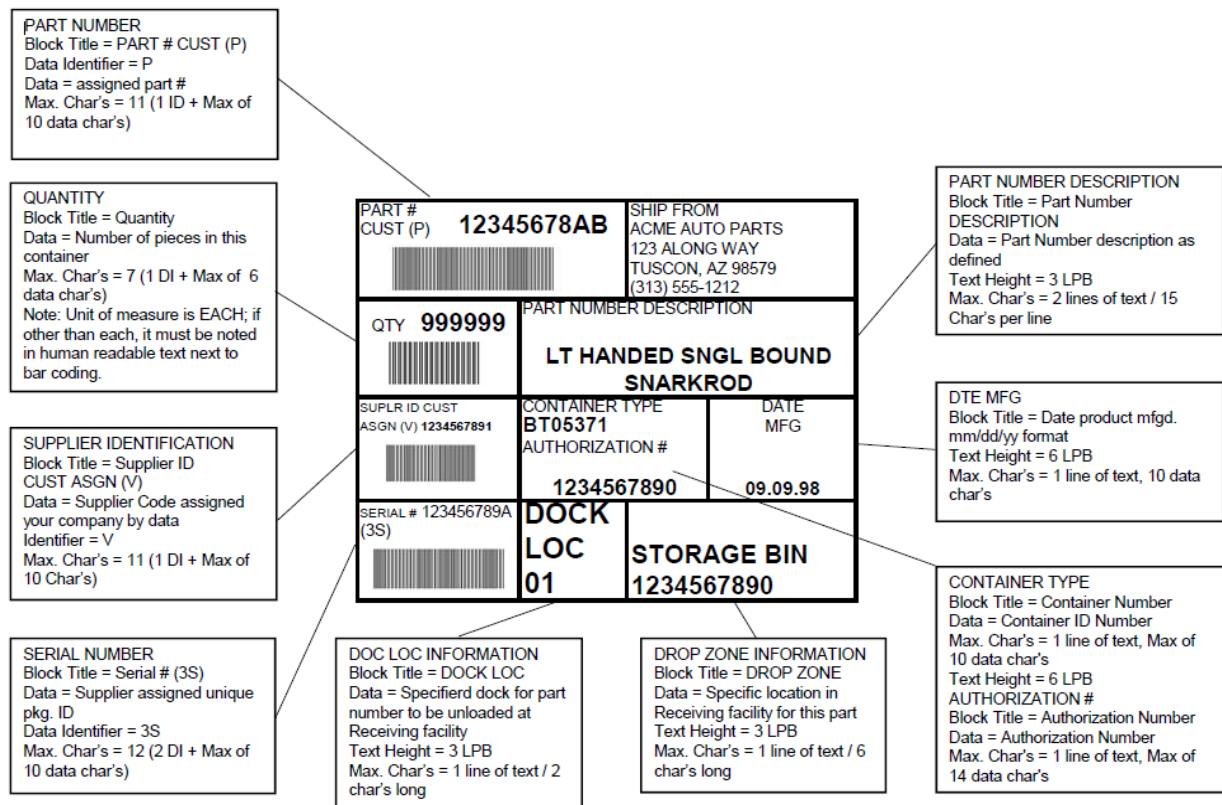 PART NUMBER
Block Title = PART # CUST (P)
Data Identifier = P
Data = assigned part #
Max. Char's = 11 (1 ID + Max of
10 data char's)
QUANTITY
Block Title = Quantity
Data = Number of pieces in this
container
Max. Char's = 7 (1 DI + Max of 6
data char's)
Note: Unit of measure is EACH; if
other than each, it must be noted
in human readable text next to
bar coding.
SUPPLIER IDENTIFICATION
Block Title = Supplier ID
CUST ASGN (V)
Data = Supplier Code assigned
your company by data
Identifier = V
Max. Char's = 11 (1 DI + Max of
10 Char's)
SERIAL NUMBER
Block Title = Serial # (3S)
Data = Supplier assigned unique
pkg. ID
Data Identifier = 3S
Max. Char's = 12 (2 DI + Max of
10 data char's)
PART #
CUST (P) 12345678AB
SHIP FROM
ACME AUTO PARTS
123 ALONG WAY
TUSCON, AZ 98579
(313) 555-1212
QTY 999999
PART NUMBER DESCRIPTION
LT HANDED SNGL BOUND
SNARKROD
SUPLR ID CUST
ASGN (V) 1234567891
CONTAINER TYPE
BT05371
AUTHORIZATION #
1234567890
DATE
MFG
09.09.98
SERIAL # 123456789A
(3S)
DOCK
LOC
01
STORAGE BIN
1234567890
DOC LOC INFORMATION
Block Title = DOCK LOC
Data = Specifierd dock for part
number to be unloaded at
Receiving facility
Text Height = 3 LPB
Max. Char's = 1 line of text / 2
char's long
DROP ZONE INFORMATION
Block Title = DROP ZONE
Data = Specific location in
Receiving facility for this part
Text Height = 3 LPB
Max. Char's = 1 line of text / 6
char's long
PART NUMBER DESCRIPTION
Block Title = Part Number
DESCRIPTION
Data = Part Number description as
defined
Text Height = 3 LPB
Max. Char's = 2 lines of text / 15
Char's per line
DTE MFG
Block Title = Date product mfgd.
mm/dd/yy format
Text Height = 6 LPB
Max. Char's = 1 line of text, 10 data
char's
CONTAINER TYPE
Block Title = Container Number
Data = Container ID Number
Max. Char's = 1 line of text, Max of
10 data char's
Text Height = 6 LPB
AUTHORIZATION #
Block Title = Authorization Number
Data = Authorization Number
Max. Char's = 1 line of text, Max of
14 data char's